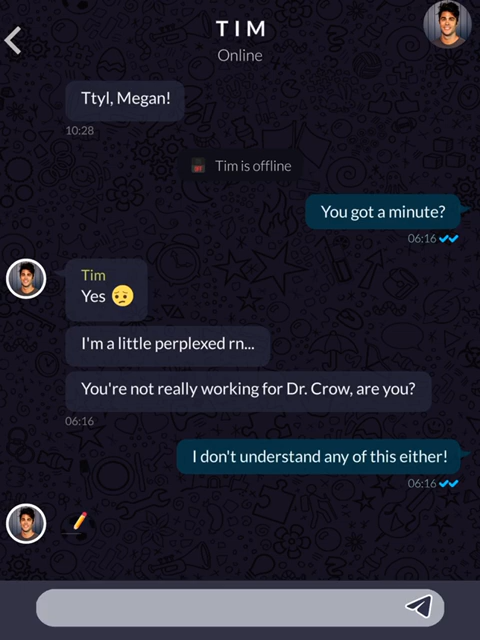 TIM
Online
Ttyl, Megan!
10:28
Tim is offline
You got a minute?
06:16
Tim
Yes 😟
I'm a little perplexed rn...
You're not really working for Dr. Crow, are you?
06:16
I don't understand any of this either!
06:16